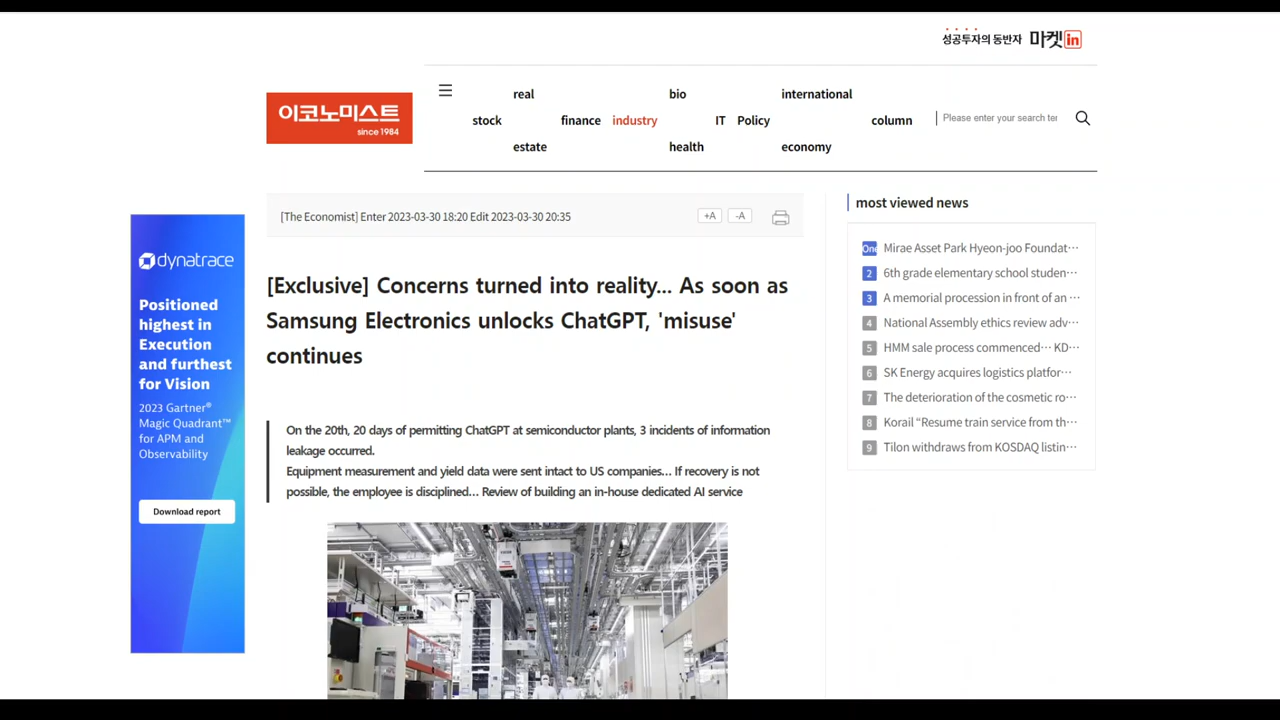 성공투자의 동반자 마켓in
이코노미스트
since 1984
real
bio
international
stock
finance
industry
IT
Policy
column
Please enter your search ter
estate
health
economy
[The Economist] Enter 2023-03-30 18:20 Edit 2023-03-30 20:35
+A
-A
[Exclusive] Concerns turned into reality... As soon as
Samsung Electronics unlocks ChatGPT, 'misuse'
continues
On the 20th, 20 days of permitting ChatGPT at semiconductor plants, 3 incidents of information
leakage occurred.
Equipment measurement and yield data were sent intact to US companies... If recovery is not
possible, the employee is disciplined... Review of building an in-house dedicated AI service
dynatrace
Positioned
highest in
Execution
and furthest
for Vision
2023 Gartner®
Magic Quadrant™
for APM and
Observability
Download report
most viewed news
One Mirae Asset Park Hyeon-joo Foundat···
2 6th grade elementary school studen···
3 A memorial procession in front of an ···
4 National Assembly ethics review adv···
5 HMM sale process commenced··· KD···
6 SK Energy acquires logistics platfor···
7 The deterioration of the cosmetic ro···
8 Korail “Resume train service from th···
9 Tilon withdraws from KOSDAQ listin···